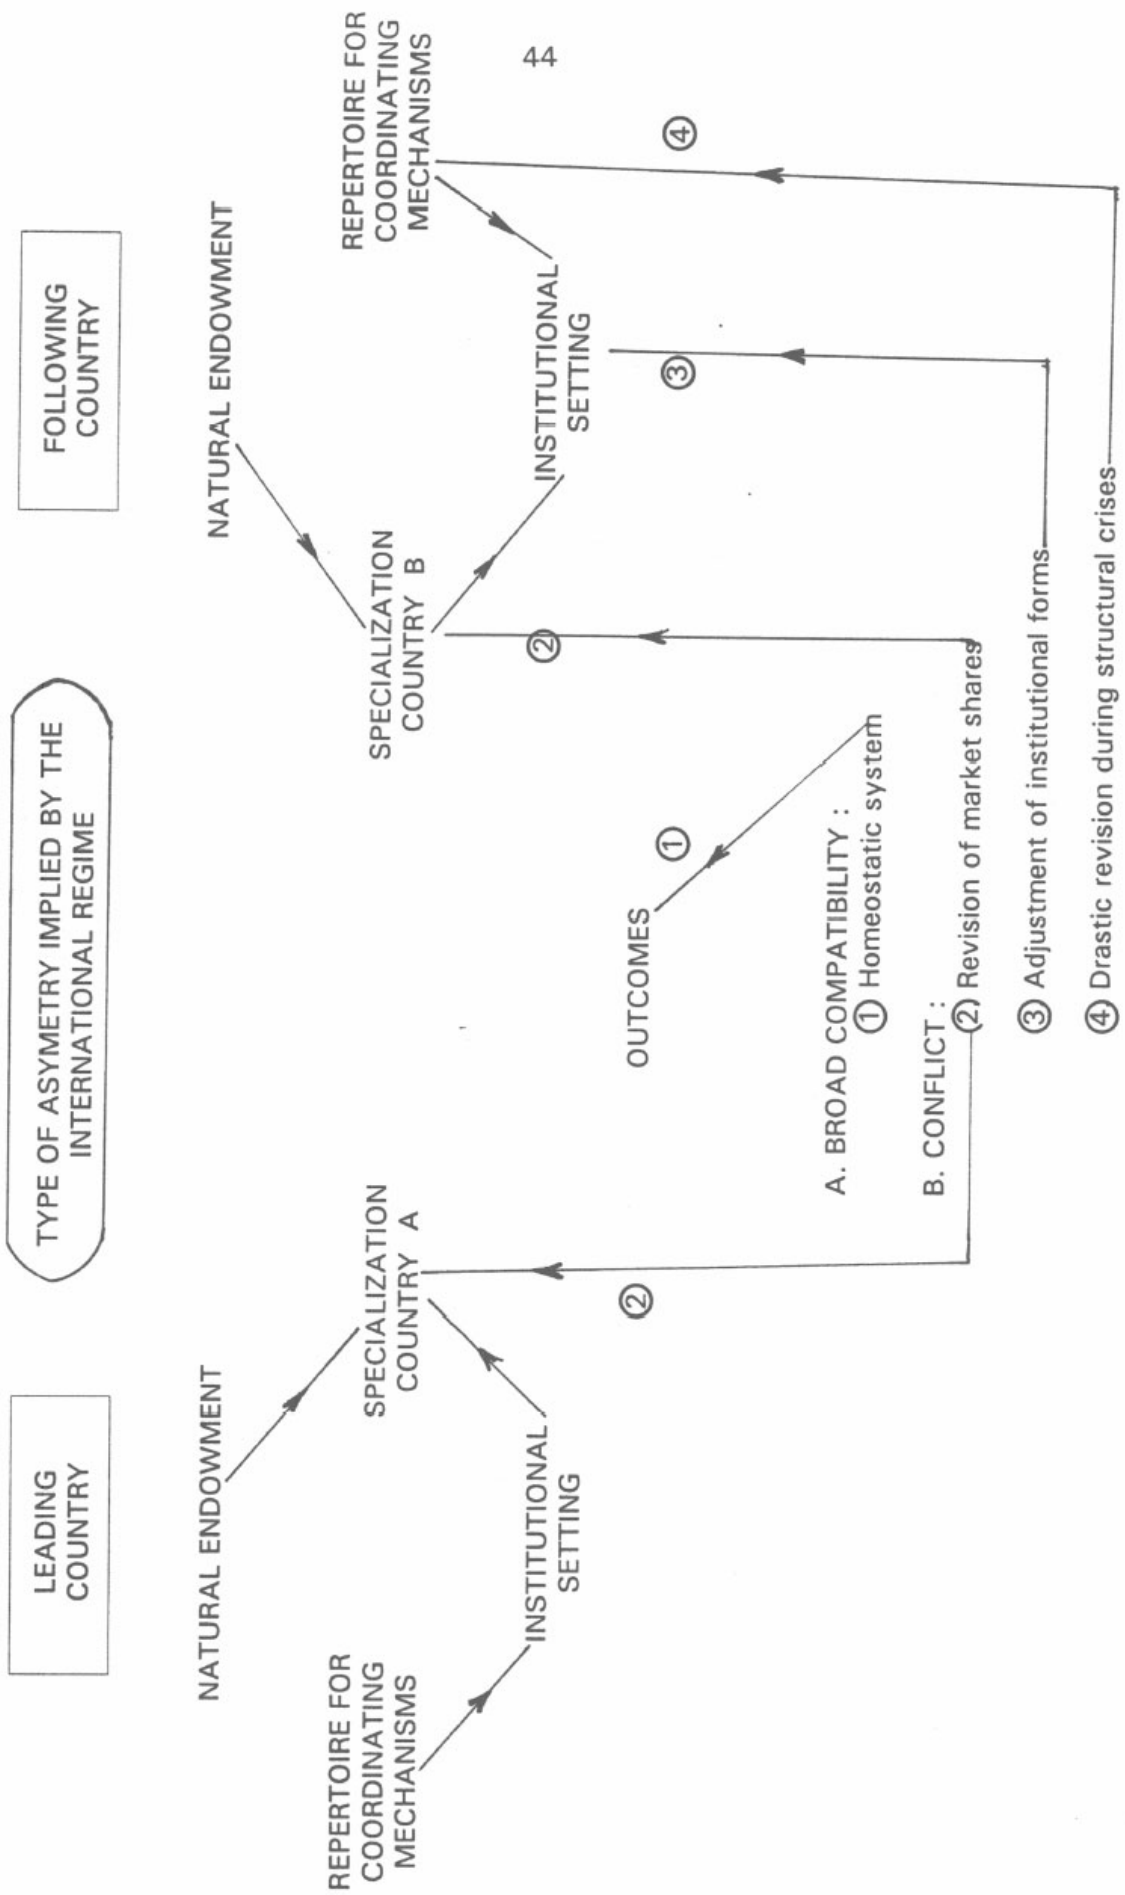 44
LEADING
COUNTRY
TYPE OF ASYMETRY IMPLIED BY THE
INTERNATIONAL REGIME
FOLLOWING
COUNTRY
NATURAL ENDOWMENT
NATURAL ENDOWMENT
REPERTOIRE FOR
COORDINATING
MECHANISMS
SPECIALIZATION
COUNTRY A
SPECIALIZATION
COUNTRY B
REPERTOIRE FOR
COORDINATING
MECHANISMS
INSTITUTIONAL
SETTING
INSTITUTIONAL
SETTING
②
OUTCOMES
①
②
③
④
A. BROAD COMPATIBILITY :
① Homeostatic system
B. CONFLICT :
② Revision of market shares
③ Adjustment of institutional forms
④ Drastic revision during structural crises